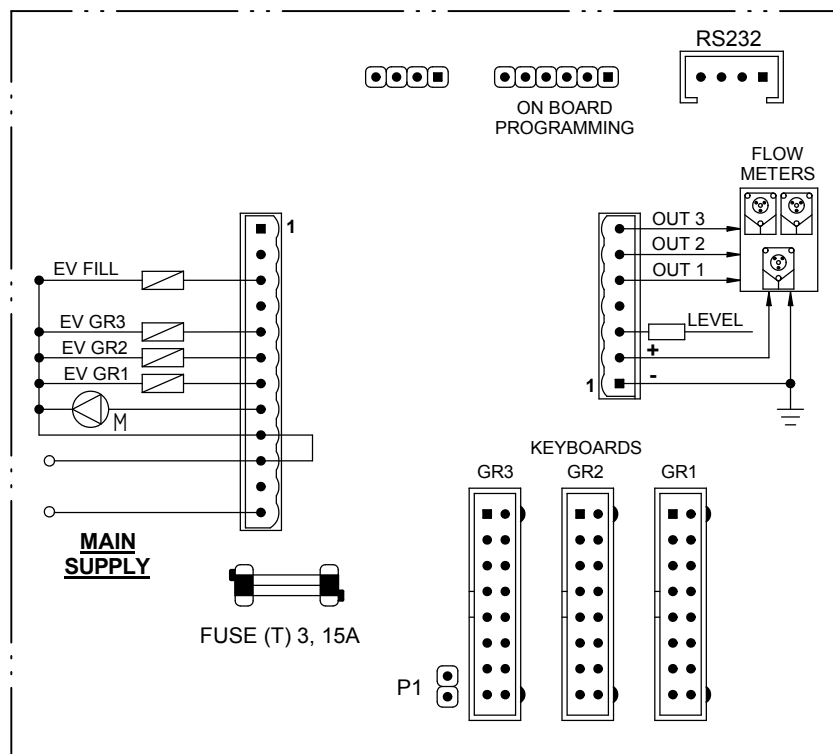 RS232
ON BOARD
PROGRAMMING
FLOW
METERS
1
OUT 3
OUT 2
OUT 1
LEVEL
+
1
-
EV FILL
EV GR3
EV GR2
EV GR1
M
MAIN
SUPPLY
FUSE (T) 3, 15A
KEYBOARDS
GR3 GR2 GR1
P1